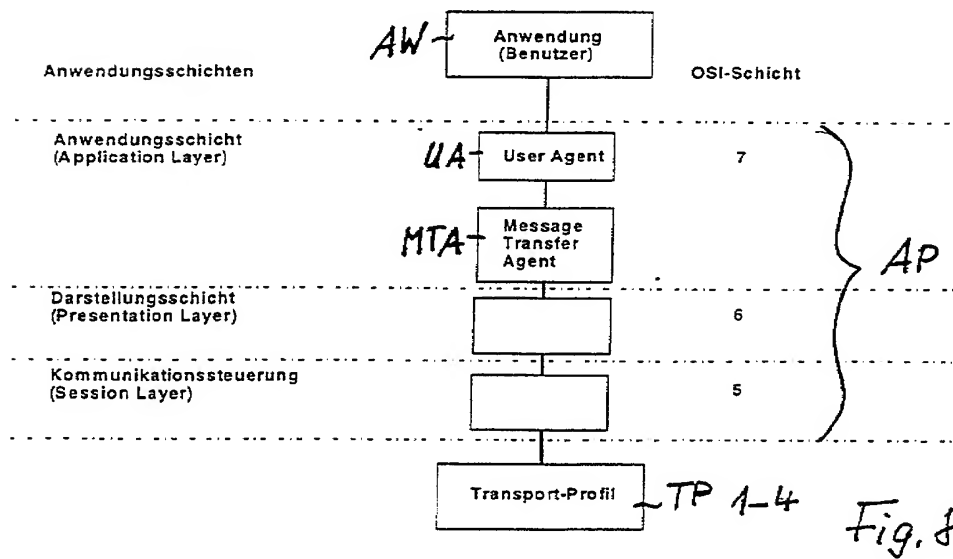 AW
Anwendung
(Benutzer)
Anwendungsschichten
OSI-Schicht
Anwendungsschicht
(Application Layer)
UA
User Agent
7
MTA
Message
Transfer
Agent
AP
Darstellungsschicht
(Presentation Layer)
6
Kommunikationssteuerung
(Session Layer)
5
Transport-Profil
TP 1-4
Fig. 8